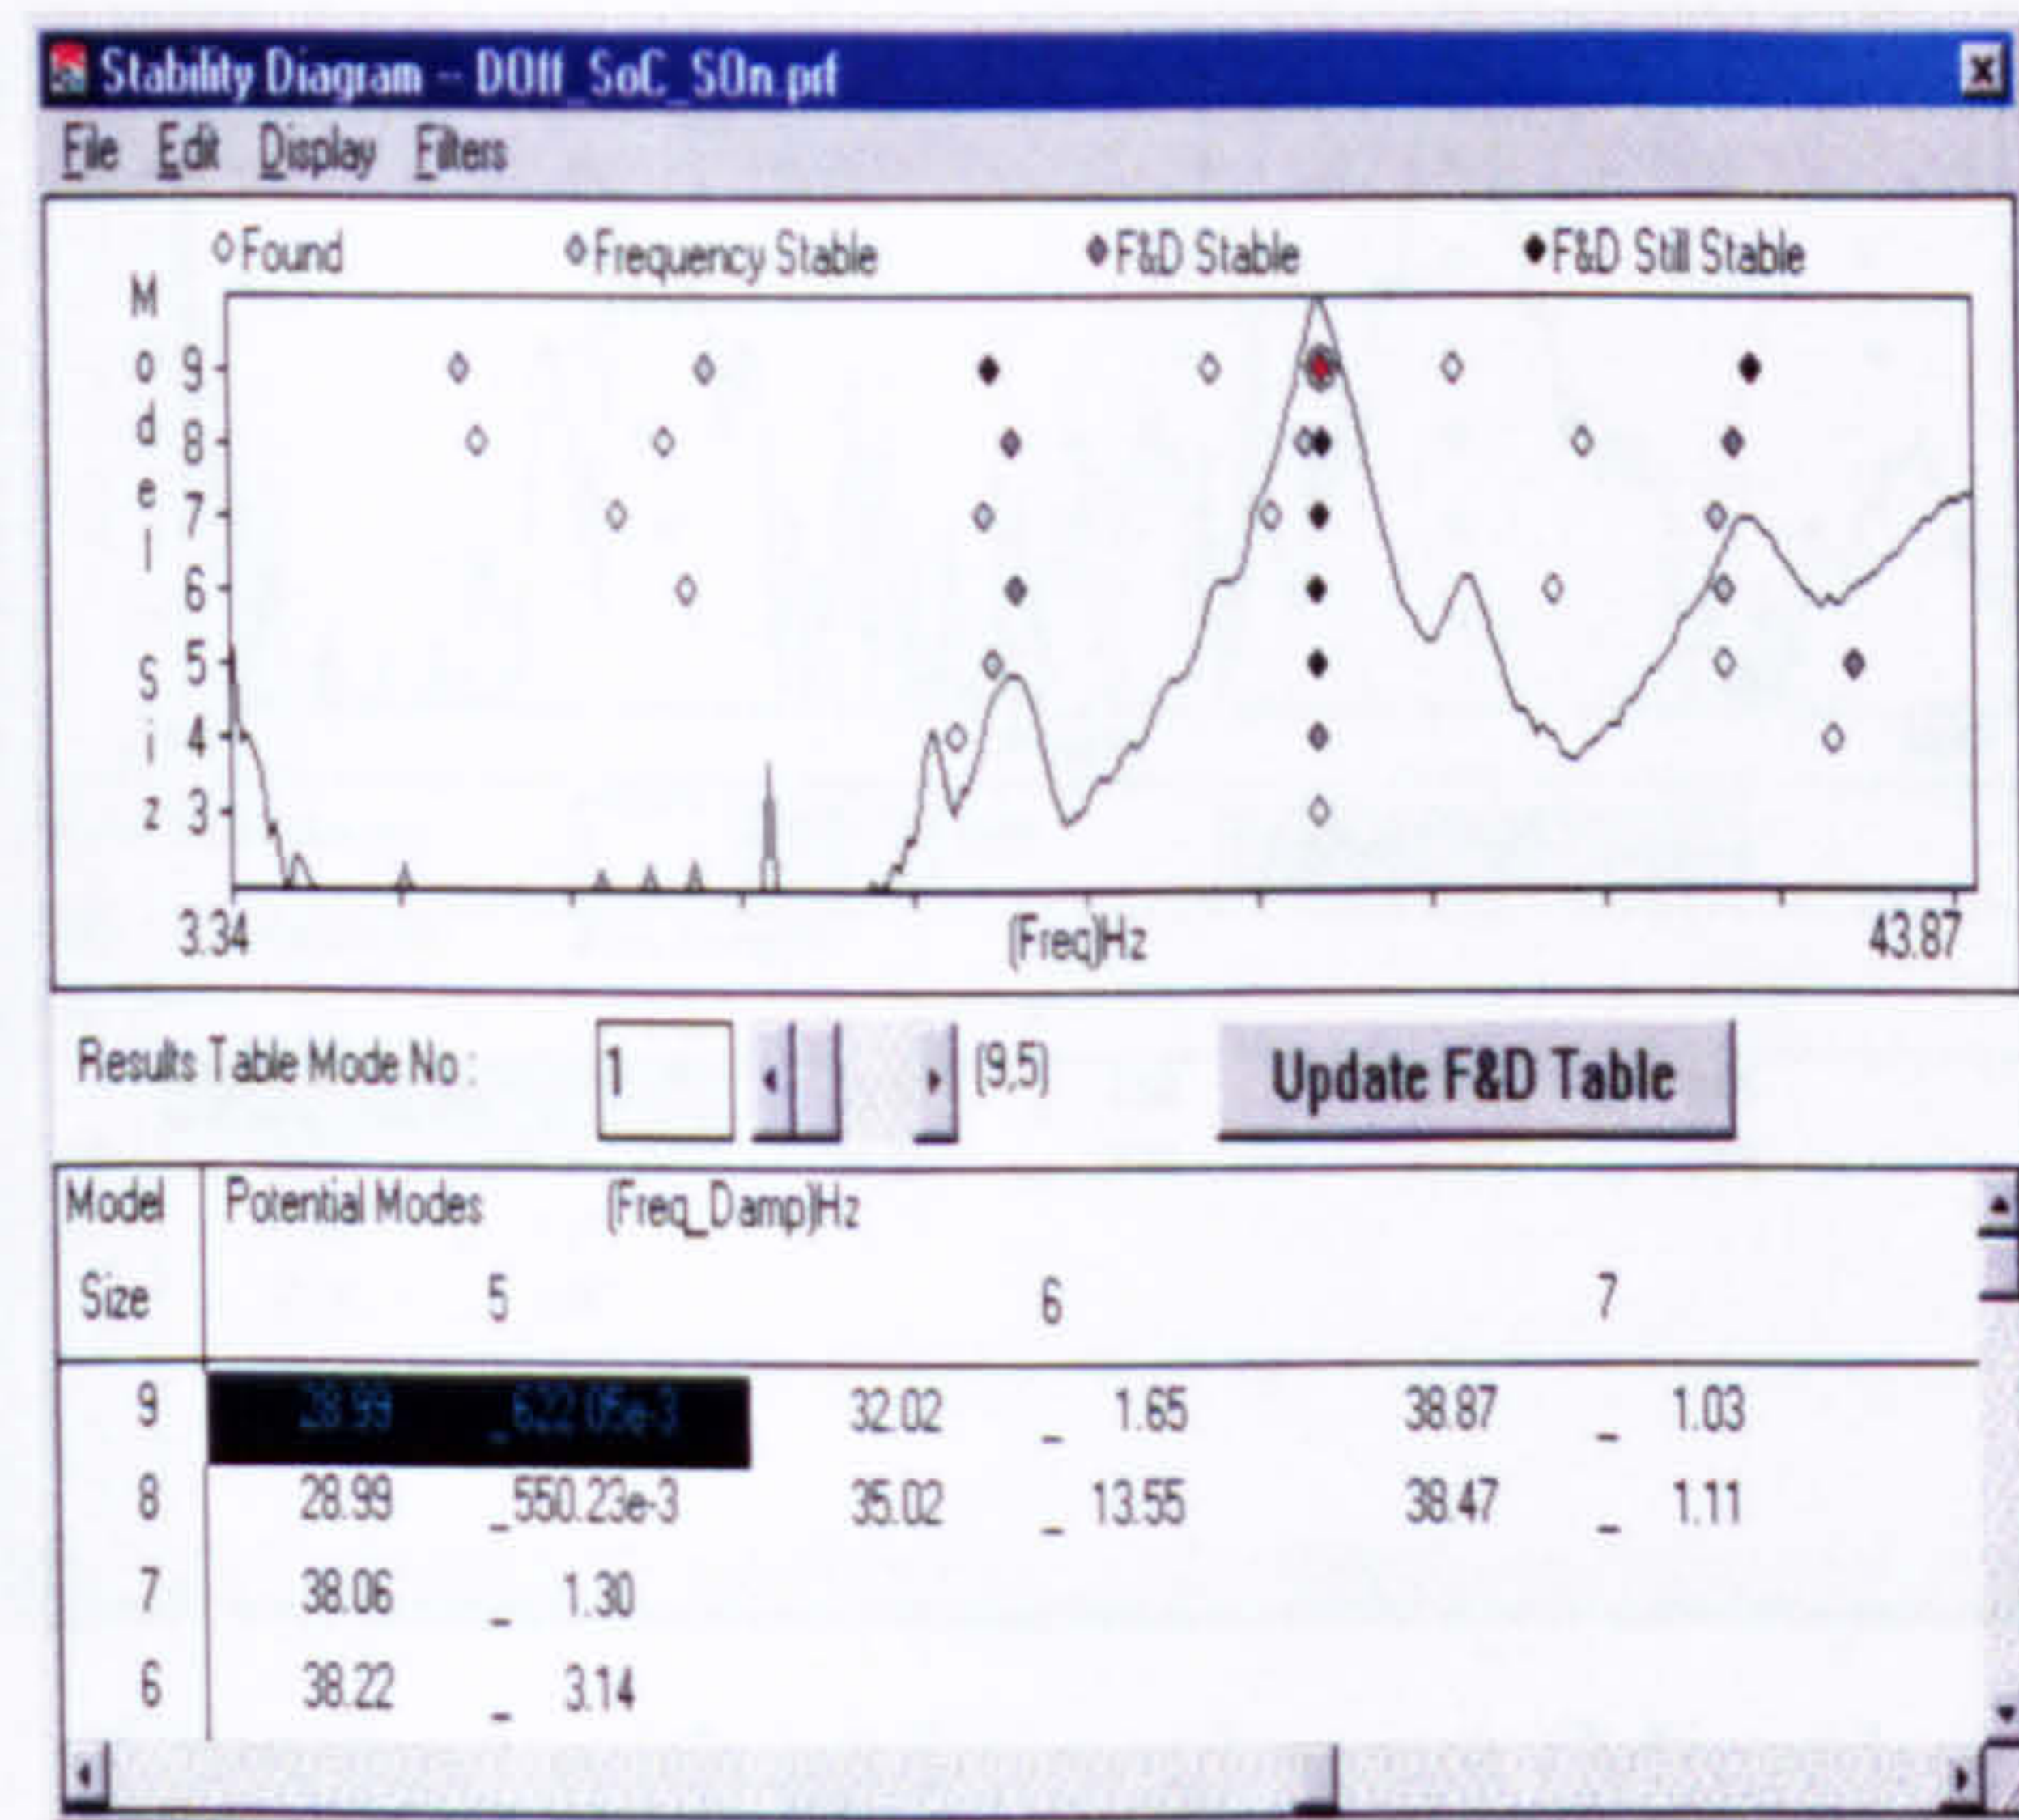 Stability Diagram -- DOff_SoC_SOn.prf
File Edit Display Filters
Found Frequency Stable F&D Stable F&D Still Stable
Model Siz
9
8
7
6
5
4
3
3.34 (Freq)Hz 43.87
Results Table Mode No : 1 (9,5) Update F&D Table
Model Potential Modes (Freq_Damp)Hz
Size 5 6 7
9 28.99 _622.05e-3 32.02 _ 1.65 38.87 _ 1.03
8 28.99 _550.23e-3 35.02 _ 13.55 38.47 _ 1.11
7 38.06 _ 1.30
6 38.22 _ 3.14